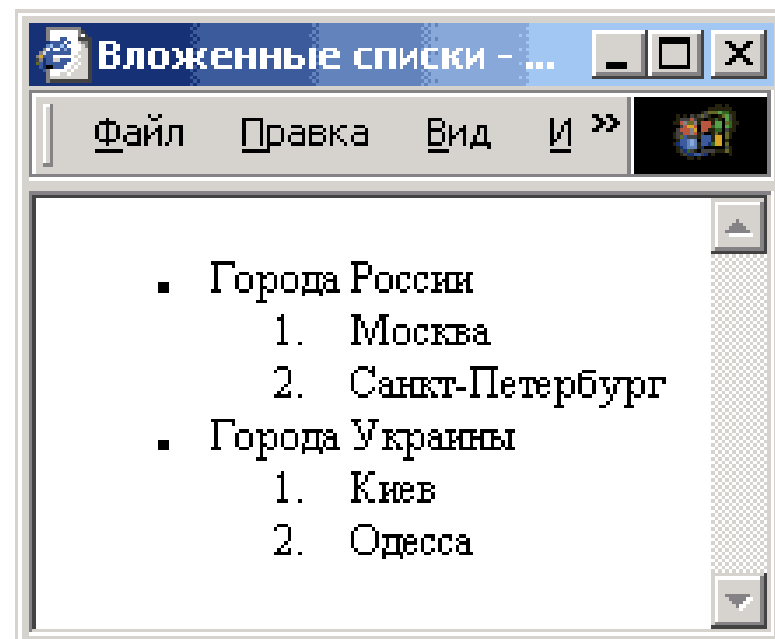 Вложенные списки - ...
Файл Правка Вид И »
▪ Города России
1. Москва
2. Санкт-Петербург
▪ Города Украины
1. Киев
2. Одесса